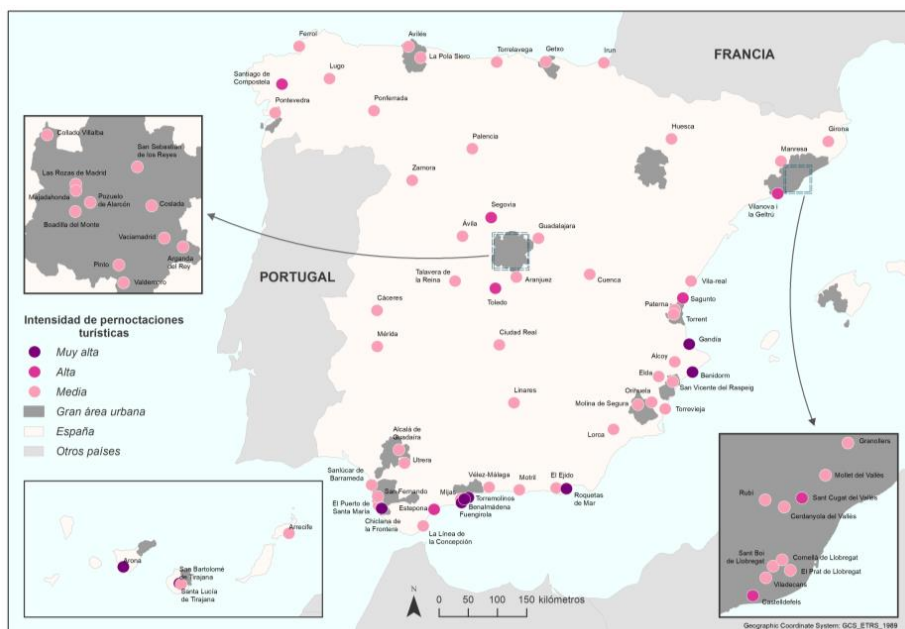 FRANCIA
PORTUGAL
Ferrol
Avilés
La Pola Siero
Torrelavega
Getxo
Irun
Santiago de
Compostela
Lugo
Pontevedra
Ponferrada
Palencia
Huesca
Girona
Manresa
Zamora
Vilanova i
la Geltrú
Segovia
Ávila
Guadalajara
Talavera de
la Reina
Aranjuez
Toledo
Cuenca
Vila-real
Sagunto
Paterna
Torrent
Cáceres
Mérida
Ciudad Real
Gandia
Alcoy
Benidorm
Elda
San Vicente del Raspeig
Orihuela
Molina de Segura
Torrevieja
Linares
Lorca
Alcalá de
Guadaíra
Utrera
Sanlúcar de
Barrameda
San Fernando
El Puerto de
Santa María
Chiclana de
la Frontera
Estepona
La Línea de
la Concepción
Mijas
Vélez-Málaga
Torremolinos
Benalmádena
Fuengirola
Motril
El Ejido
Roquetas
de Mar
Collado Villalba
San Sebastián
de los Reyes
Las Rozas de Madrid
Majadahonda
Pozuelo
de Alarcón
Boadilla del Monte
Coslada
Vaciamadrid
Arganda
del Rey
Pinto
Valdemoro
Intensidad de pernoctaciones
turísticas
Muy alta
Alta
Media
Gran área urbana
España
Otros países
Arona
San Bartolomé
de Tirajana
Santa Lucía
de Tirajana
Arrecife
N
0 50 100 150
kilómetros
Granollers
Mollet del Vallès
Rubí
Sant Cugat del Vallès
Cerdanyola del Vallès
Sant Boi
de Llobregat
Cornellà de Llobregat
El Prat de Llobregat
Viladecans
Castelldefels
Geographic Coordinate System: GCS_ETRS_1989